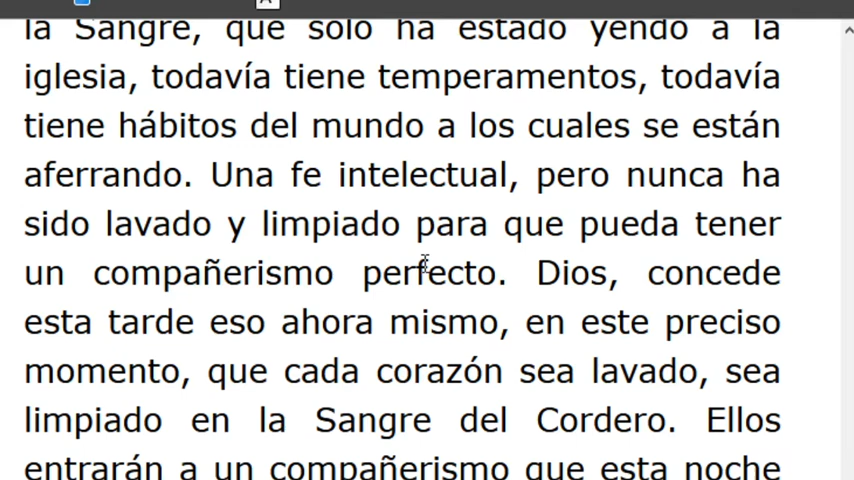 la Sangre, que solo ha estado yendo a la
iglesia, todavía tiene temperamentos, todavía
tiene hábitos del mundo a los cuales se están
aferrando. Una fe intelectual, pero nunca ha
sido lavado y limpiado para que pueda tener
un compañerismo perfecto. Dios, concede
esta tarde eso ahora mismo, en este preciso
momento, que cada corazón sea lavado, sea
limpiado en la Sangre del Cordero. Ellos
entrarán a un compañerismo que esta noche